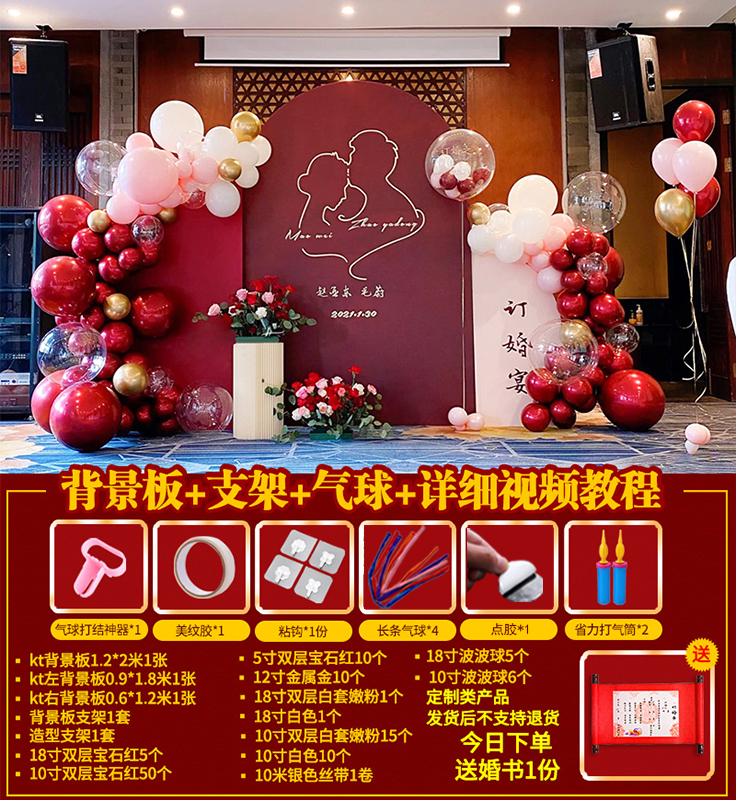 Mao wei
Zhao yadong
赵亚东 毛蔚
2021·1·30
订婚宴
背景板+支架+气球+详细视频教程
气球打结神器*1
美纹胶*1
粘钩*1份
长条气球*4
点胶*1
省力打气筒*2
kt背景板1.2*2米1张
kt左背景板0.9*1.8米1张
kt右背景板0.6*1.2米1张
背景板支架1套
造型支架1套
18寸双层宝石红5个
10寸双层宝石红50个
5寸双层宝石红10个
12寸金属金10个
18寸双层白套嫩粉1个
18寸白色1个
10寸双层白套嫩粉15个
10寸白色10个
10米银色丝带1卷
18寸波波球5个
10寸波波球6个
定制类产品
发货后不支持退货
今日下单
送婚书1份
送